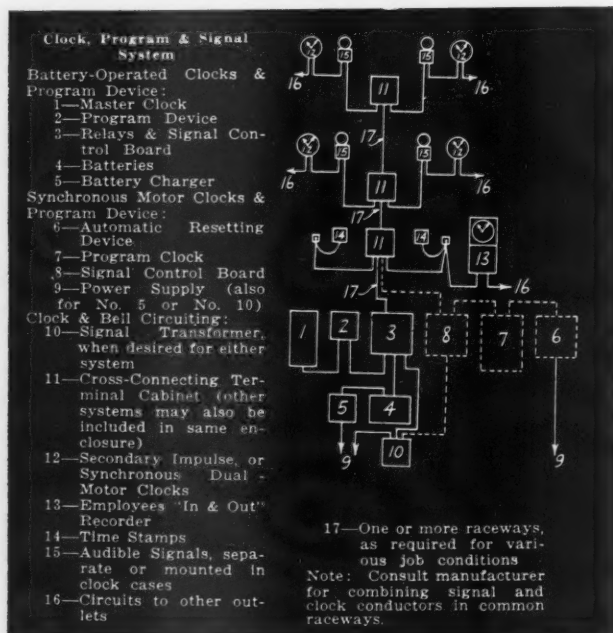 Clock, Program & Signal
System
Battery-Operated Clocks &
Program Device:
1—Master Clock
2—Program Device
3—Relays & Signal Con-
trol Board
4—Batteries
5—Battery Charger
Synchronous Motor Clocks &
Program Device:
6—Automatic Resetting
Device
7—Program Clock
8—Signal Control Board
9—Power Supply (also
for No. 5 or No. 10)
Clock & Bell Circuiting:
10—Signal Transformer,
when desired for either
system
11—Cross-Connecting Ter-
minal Cabinet (other
systems may also be
included in same en-
closure)
12—Secondary Impulse, or
Synchronous Dual -
Motor Clocks
13—Employees "In & Out"
Recorder
14—Time Stamps
15—Audible Signals, sepa-
rate or mounted in
clock cases
16—Circuits to other out-
lets
12 15 15 12
16 11 16
17
12 15 15 12
16 11 16
17
14 11 14 13
16
17
1 2 3 8 7 6
5 4
10
9 9
17—One or more raceways,
as required for vari-
ous job conditions
Note: Consult manufacturer
for combining signal and
clock conductors in common
raceways.